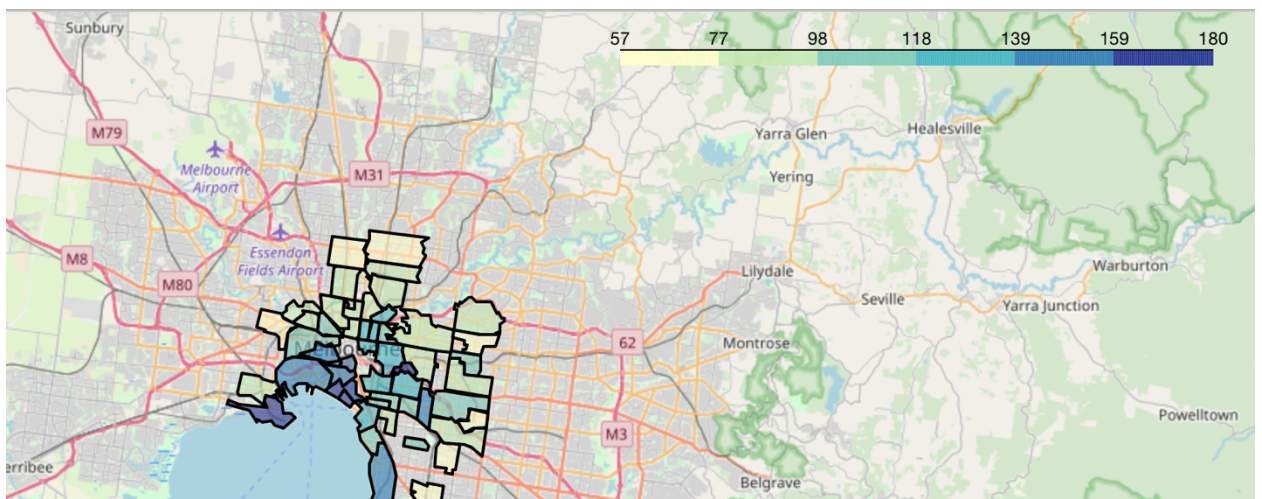 Sunbury
57 77 98 118 139 159 180
M79
Yarra Glen
Healesville
Melbourne
Airport
M31
Yering
Essendon
Fields Airport
M8
M80
Lilydale
Warburton
Seville
Yarra Junction
Melbourne
62
Montrose
Powelltown
M3
erribee
Belgrave